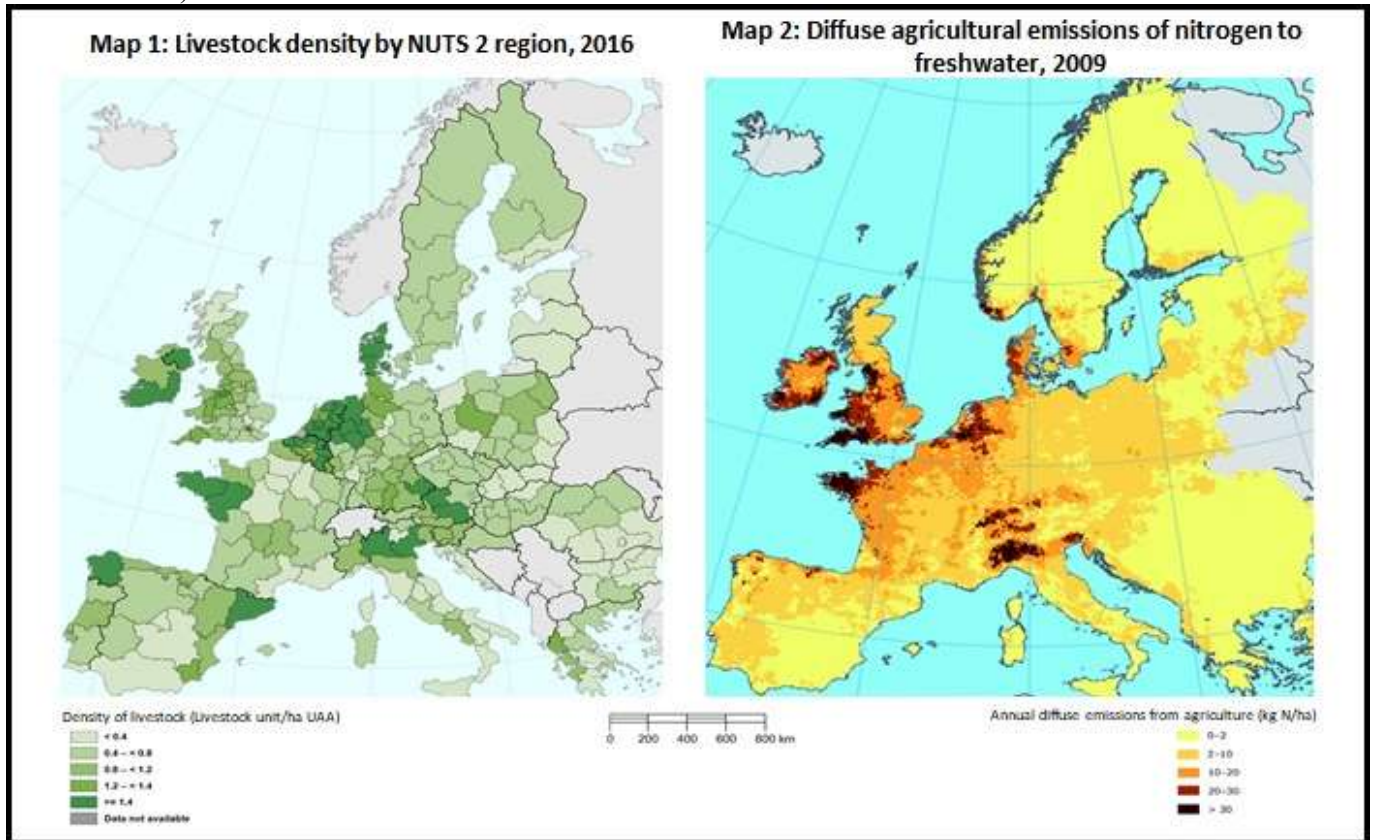 Map 1: Livestock density by NUTS 2 region, 2016
Map 2: Diffuse agricultural emissions of nitrogen to
freshwater, 2009
Density of livestock (Livestock unit/ha UAA)
< 0.4
0.4 – < 0.8
0.8 – < 1.2
1.2 – < 1.4
>= 1.4
Data not available
0 200 400 600 800 km
Annual diffuse emissions from agriculture (kg N/ha)
0–2
2–10
10–20
20–30
> 30